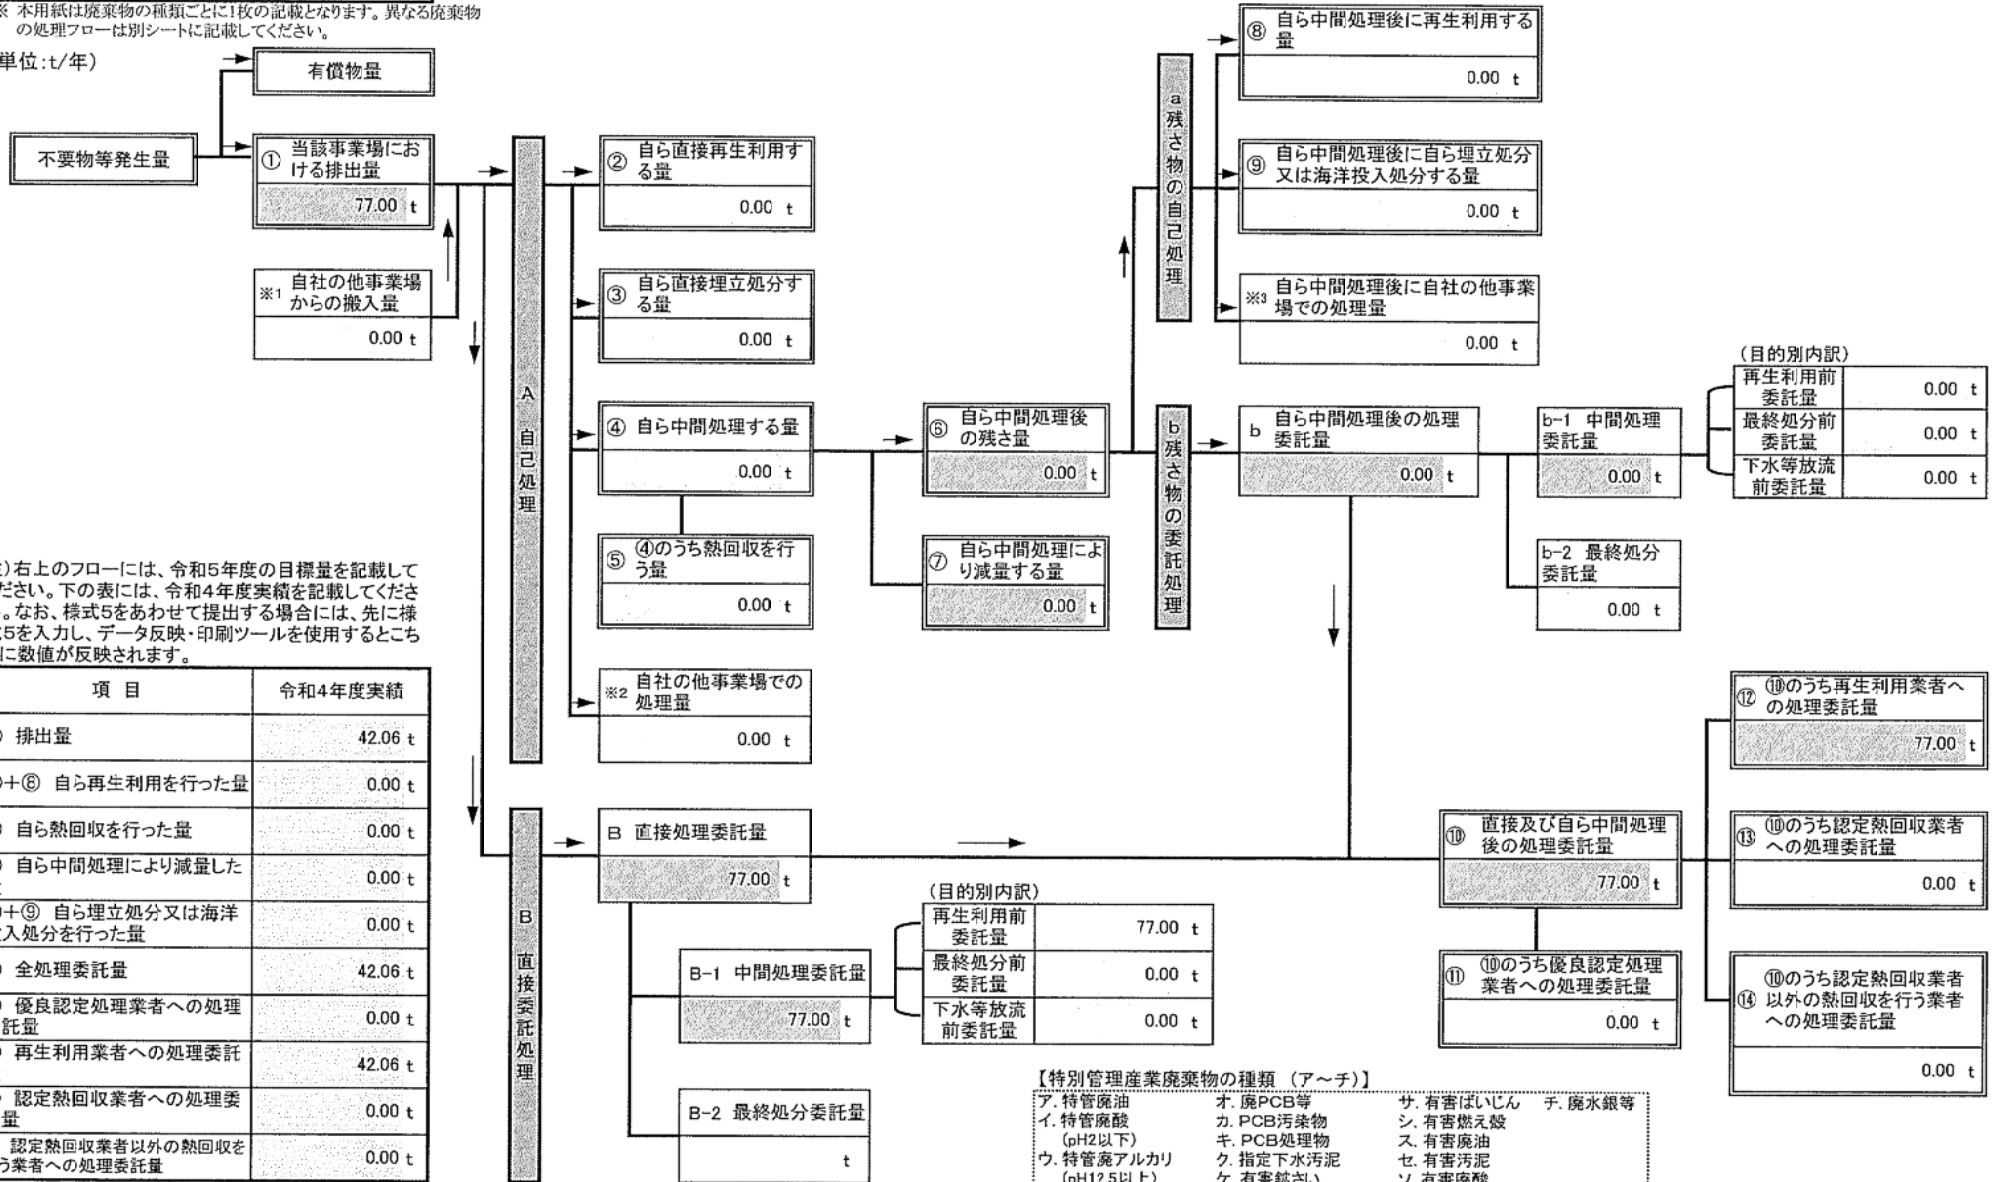 ※ 本用紙は廃棄物の種類ごとに1枚の記載となります。異なる廃棄物
の処理フローは別シートに記載してください。
単位:t/年)
有償物量
不要物等発生量
① 当該事業場にお
ける排出量
77.00 t
※1 自社の他事業場
からの搬入量
0.00 t
A 自己処理
② 自ら直接再生利用す
る量
0.00 t
③ 自ら直接埋立処分す
る量
0.00 t
④ 自ら中間処理する量
0.00 t
⑤ ④のうち熱回収を行
う量
0.00 t
※2 自社の他事業場での
処理量
0.00 t
⑥ 自ら中間処理後
の残さ量
0.00 t
⑦ 自ら中間処理によ
り減量する量
0.00 t
a残さ物の自己処理
⑧ 自ら中間処理後に再生利用する
量
0.00 t
⑨ 自ら中間処理後に自ら埋立処分
又は海洋投入処分する量
0.00 t
※3 自ら中間処理後に自社の他事業
場での処理量
0.00 t
b残さ物の委託処理
b 自ら中間処理後の処理
委託量
0.00 t
b-1 中間処理
委託量
0.00 t
(目的別内訳)
再生利用前
委託量
0.00 t
最終処分前
委託量
0.00 t
下水等放流
前委託量
0.00 t
b-2 最終処分
委託量
0.00 t
)右上のフローには、令和5年度の目標量を記載して
ださい。下の表には、令和4年度実績を記載してくださ
。なお、様式5をあわせて提出する場合には、先に様
5を入力し、データ反映・印刷ツールを使用するとこち
に数値が反映されます。
項 目 令和4年度実績
排出量 42.06 t
+⑧ 自ら再生利用を行った量 0.00 t
自ら熱回収を行った量 0.00 t
自ら中間処理により減量した
0.00 t
+⑨ 自ら埋立処分又は海洋
入処分を行った量
0.00 t
全処理委託量 42.06 t
優良認定処理業者への処理
託量
0.00 t
再生利用業者への処理委託
42.06 t
認定熱回収業者への処理委
量
0.00 t
認定熱回収業者以外の熱回収を
う業者への処理委託量
0.00 t
B 直接委託処理
B 直接処理委託量
77.00 t
B-1 中間処理委託量
77.00 t
(目的別内訳)
再生利用前
委託量
77.00 t
最終処分前
委託量
0.00 t
下水等放流
前委託量
0.00 t
B-2 最終処分委託量
t
⑩ 直接及び自ら中間処理
後の処理委託量
77.00 t
⑪ ⑩のうち優良認定処理
業者への処理委託量
0.00 t
⑫ ⑩のうち再生利用業者へ
の処理委託量
77.00 t
⑬ ⑩のうち認定熱回収業者
への処理委託量
0.00 t
⑭ ⑩のうち認定熱回収業者
以外の熱回収を行う業者
への処理委託量
0.00 t
【特別管理産業廃棄物の種類 (ア～チ)】
ア. 特管廃油 オ. 廃PCB等 サ. 有害ばいじん チ. 廃水銀等
イ. 特管廃酸 カ. PCB汚染物 シ. 有害燃え殻
(pH2以下) キ. PCB処理物 ス. 有害廃油
ウ. 特管廃アルカリ ク. 指定下水汚泥 セ. 有害汚泥
(pH12.5以上) ケ. 有害鉱さい ソ. 有害廃酸